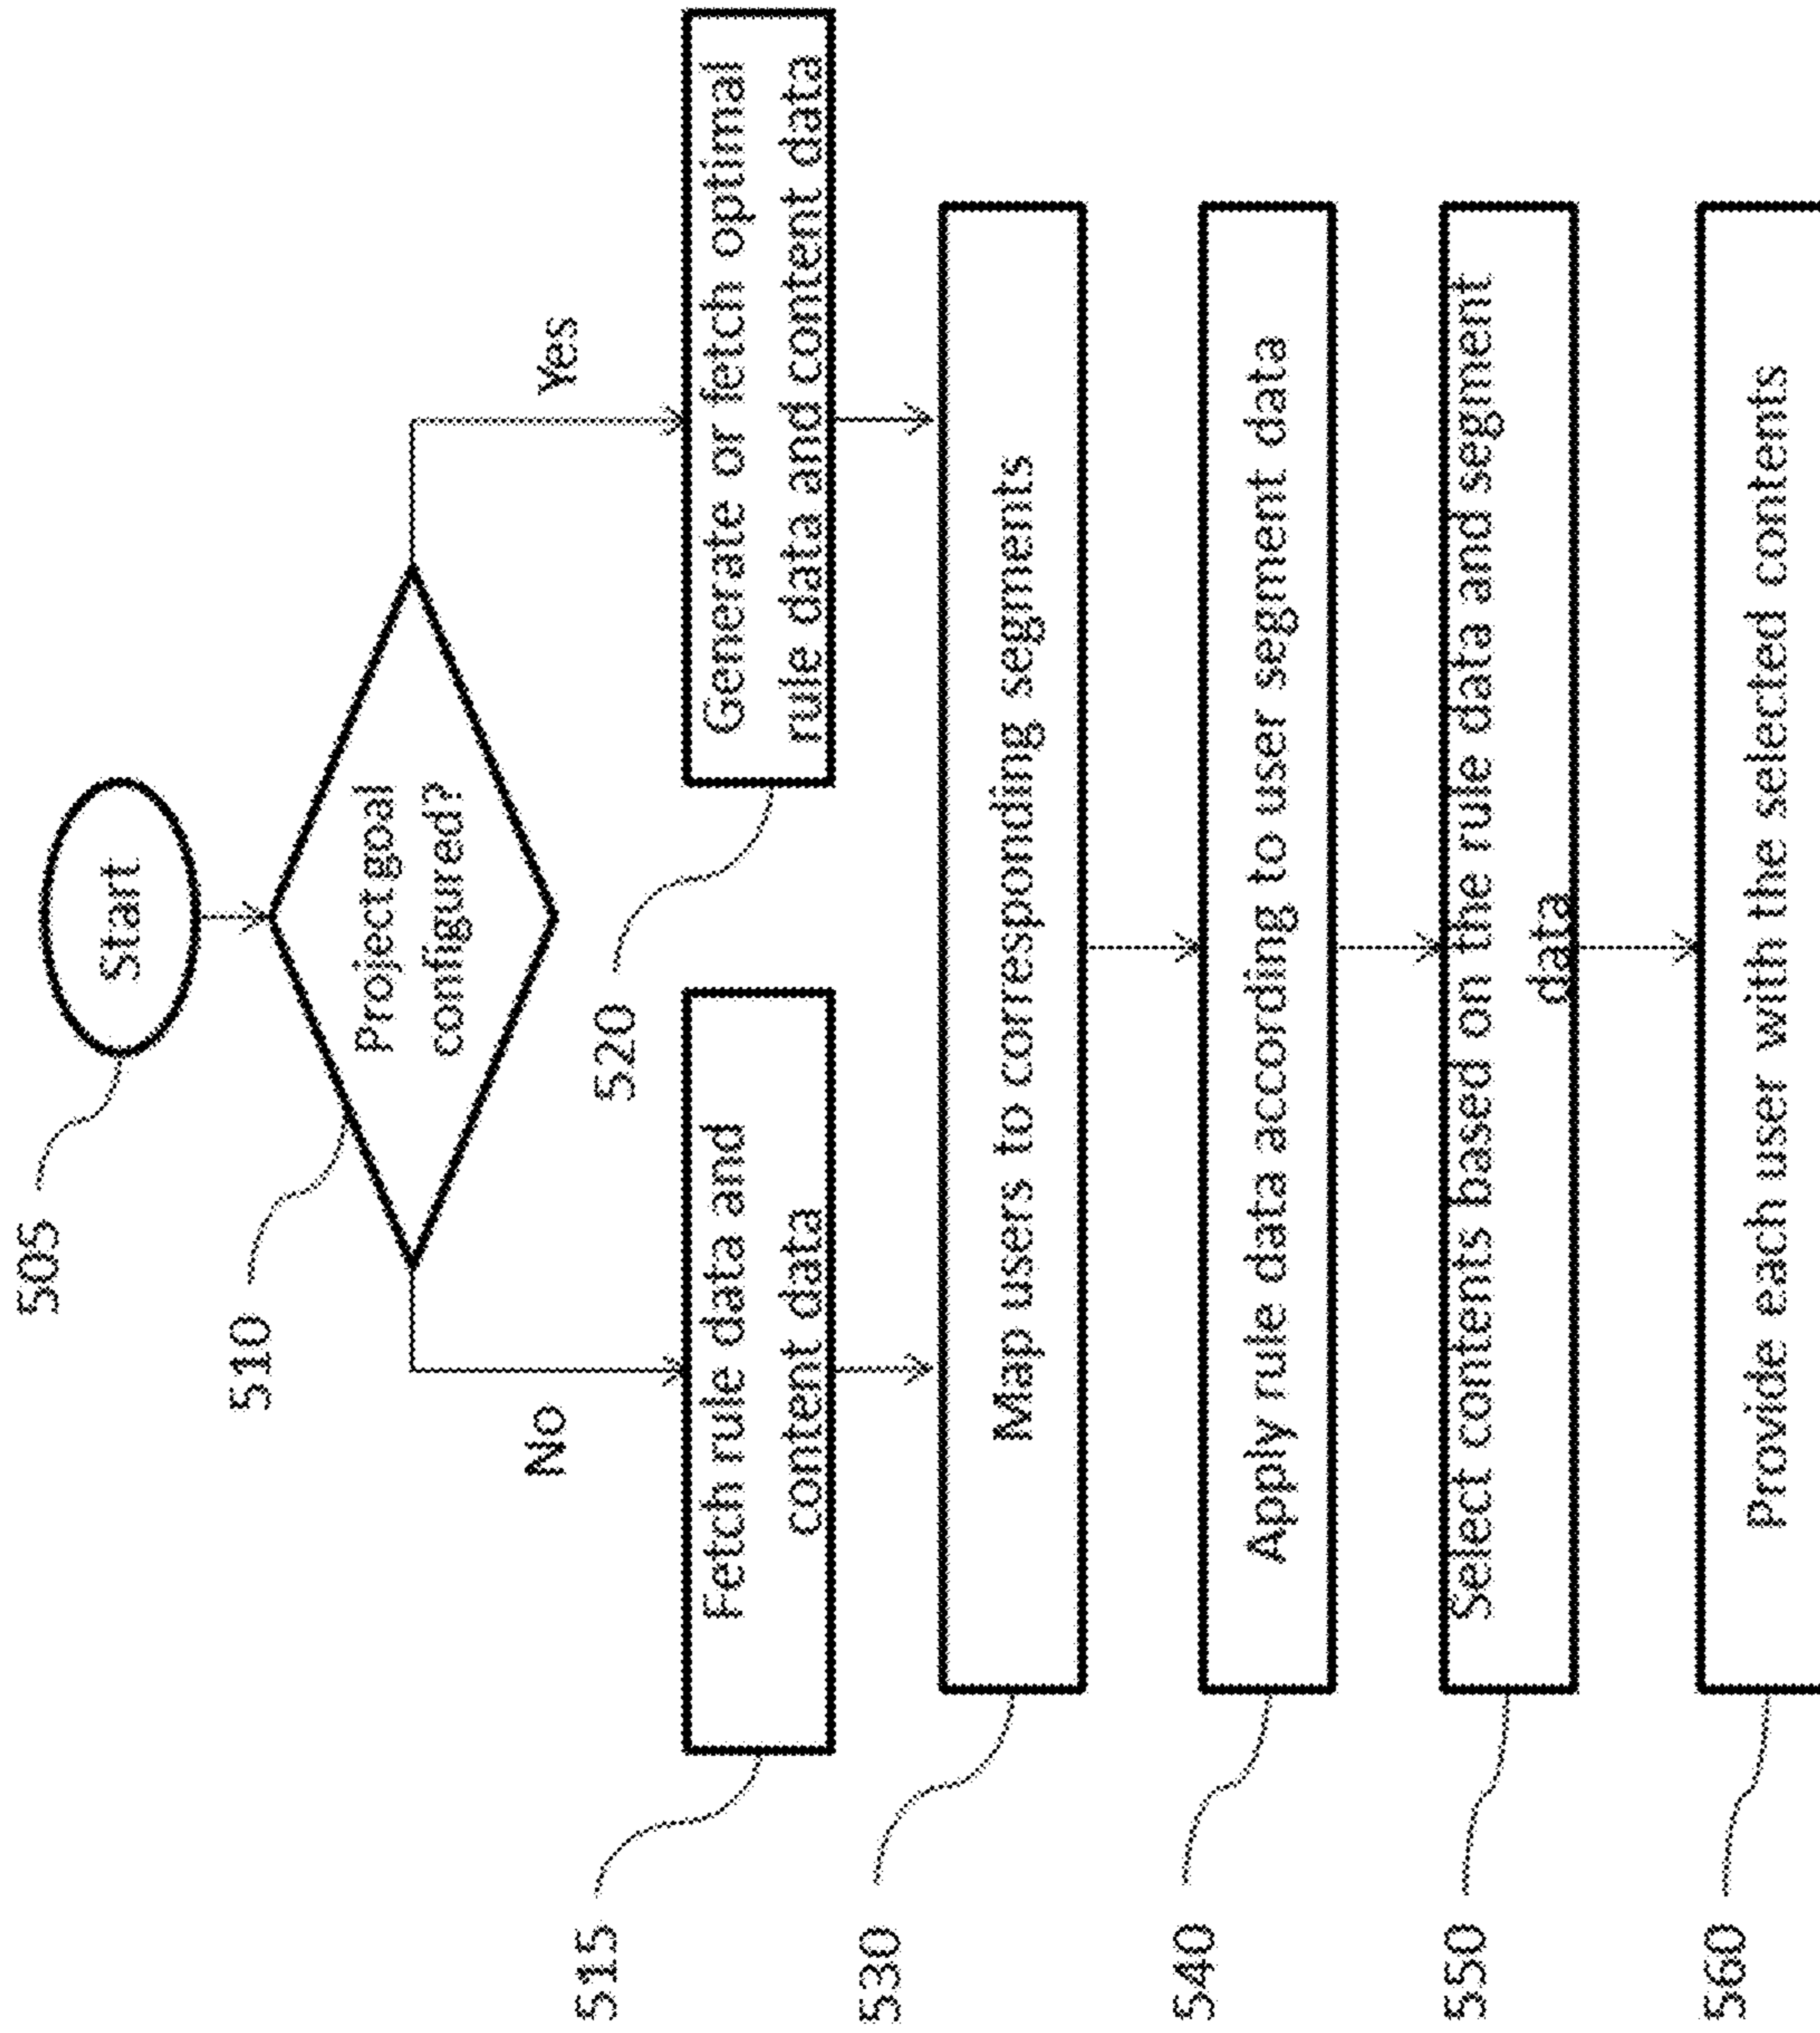 505
Start
510
Project goal
configured?
No
Yes
515
Fetch rule data and
content data
520
Generate or fetch optimal
rule data and content data
530
Map users to corresponding segments
540
Apply rule data according to user segment data
550
Select contents based on the rule data and segment
data
560
Provide each user with the selected contents